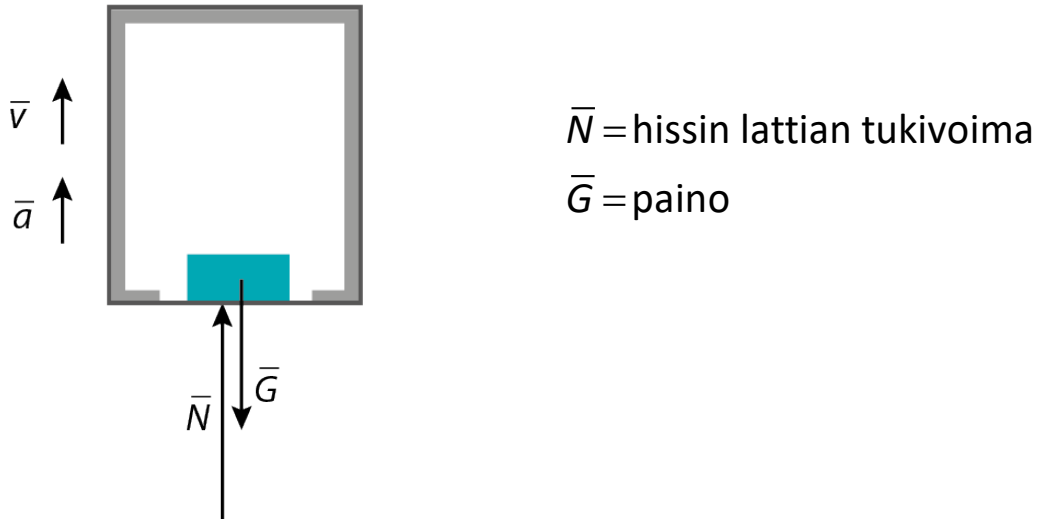 v̅
a̅
N̅ = hissin lattian tukivoima
G̅ = paino
G̅
N̅